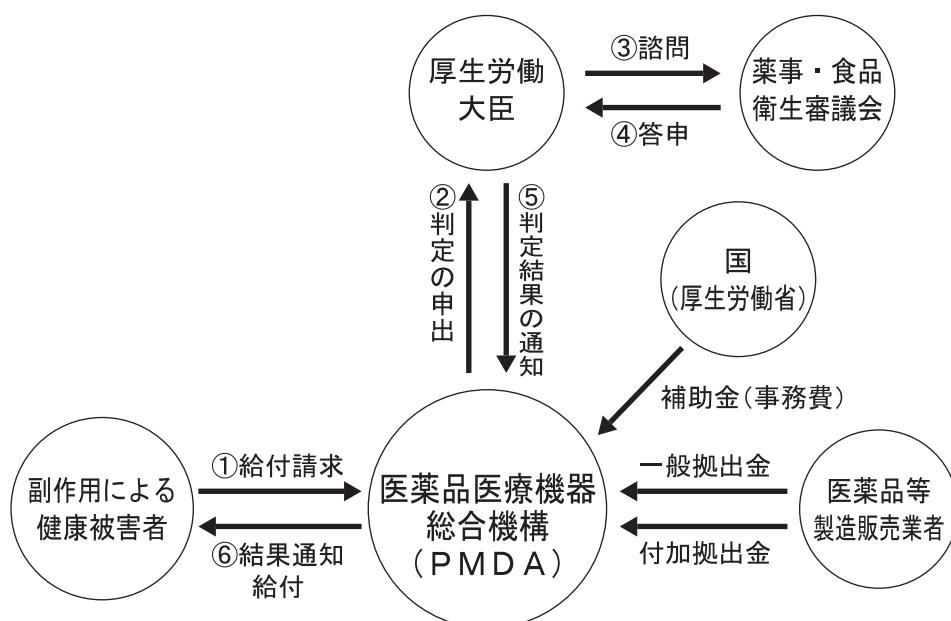 厚生労働
大臣
③諮問
④答申
薬事・食品
衛生審議会
②判定の申出
⑤判定結果の通知
国
(厚生労働省)
補助金(事務費)
副作用による
健康被害者
①給付請求
⑥結果通知
給付
医薬品医療機器
総合機構
(PMDA)
一般拠出金
付加拠出金
医薬品等
製造販売業者